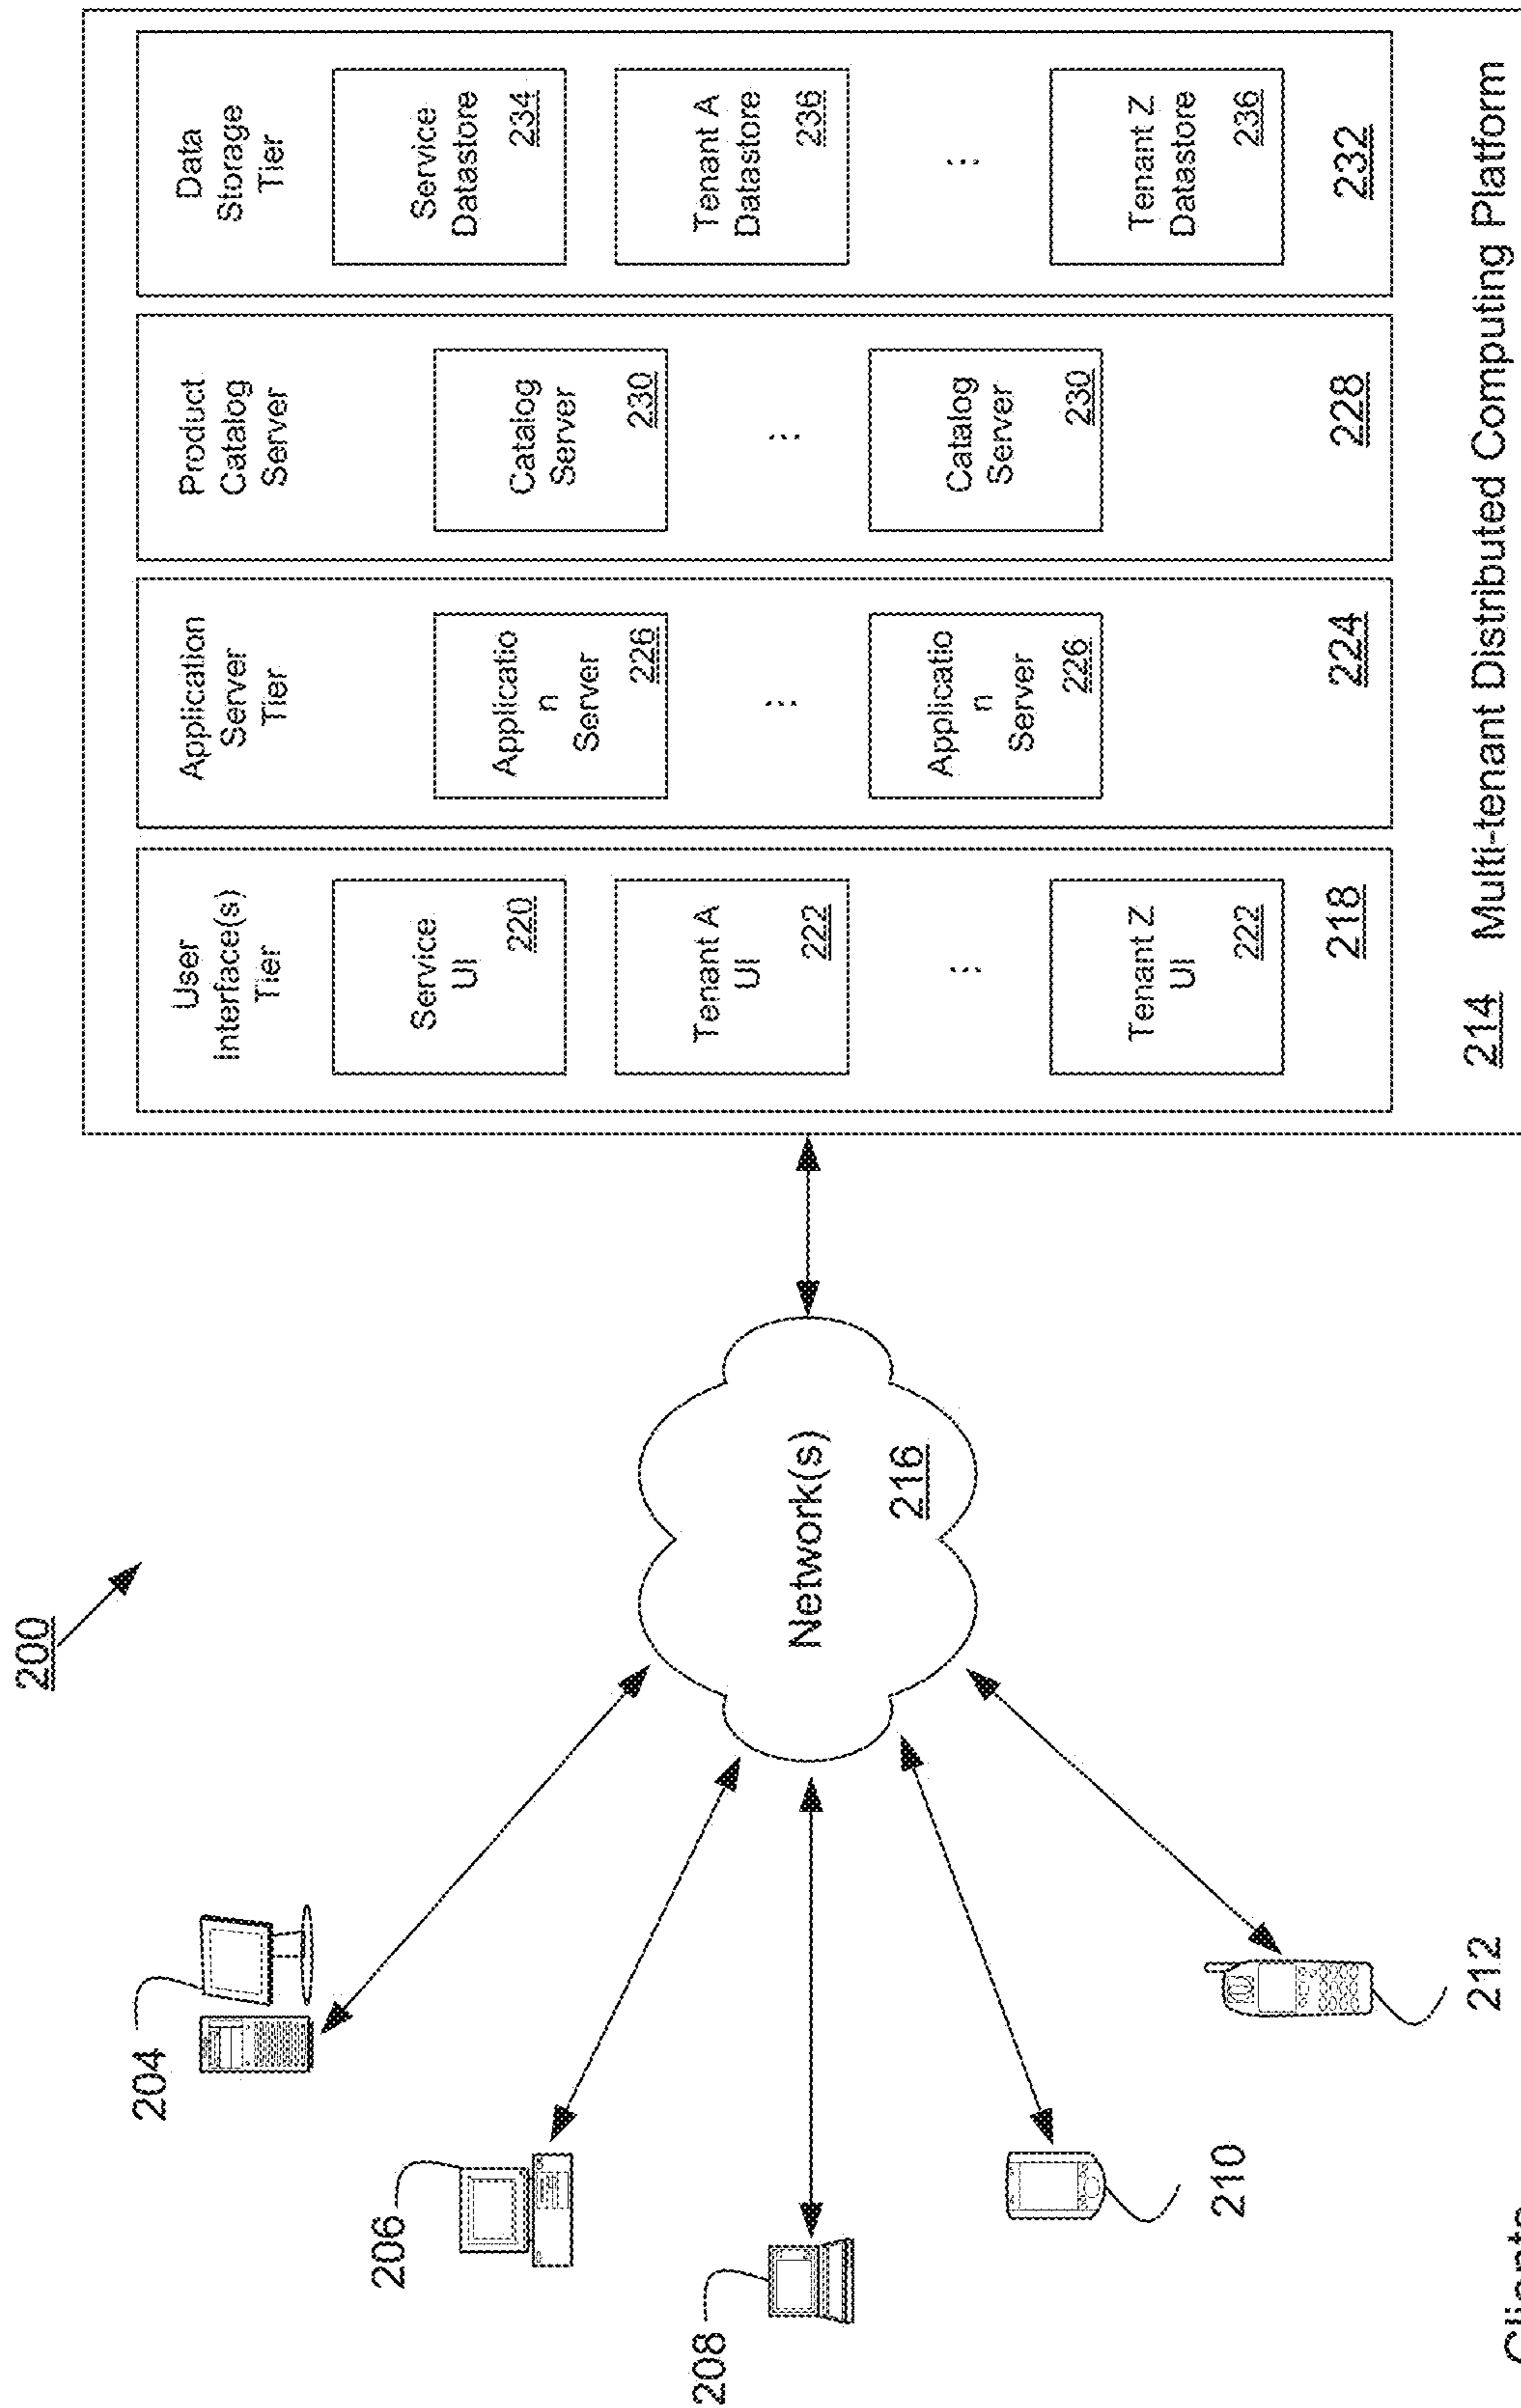 200
204
206
208
210
212
Clients
Network(s)
216
User
Interface(s)
Tier
Service
UI
220
Tenant A
UI
222
...
Tenant Z
UI
222
218
Application
Server
Tier
Applicatio
n
Server
226
...
Applicatio
n
Server
226
224
Product
Catalog
Server
Catalog
Server
230
...
Catalog
Server
230
228
Data
Storage
Tier
Service
Datastore
234
Tenant A
Datastore
236
...
Tenant Z
Datastore
236
232
214 Multi-tenant Distributed Computing Platform